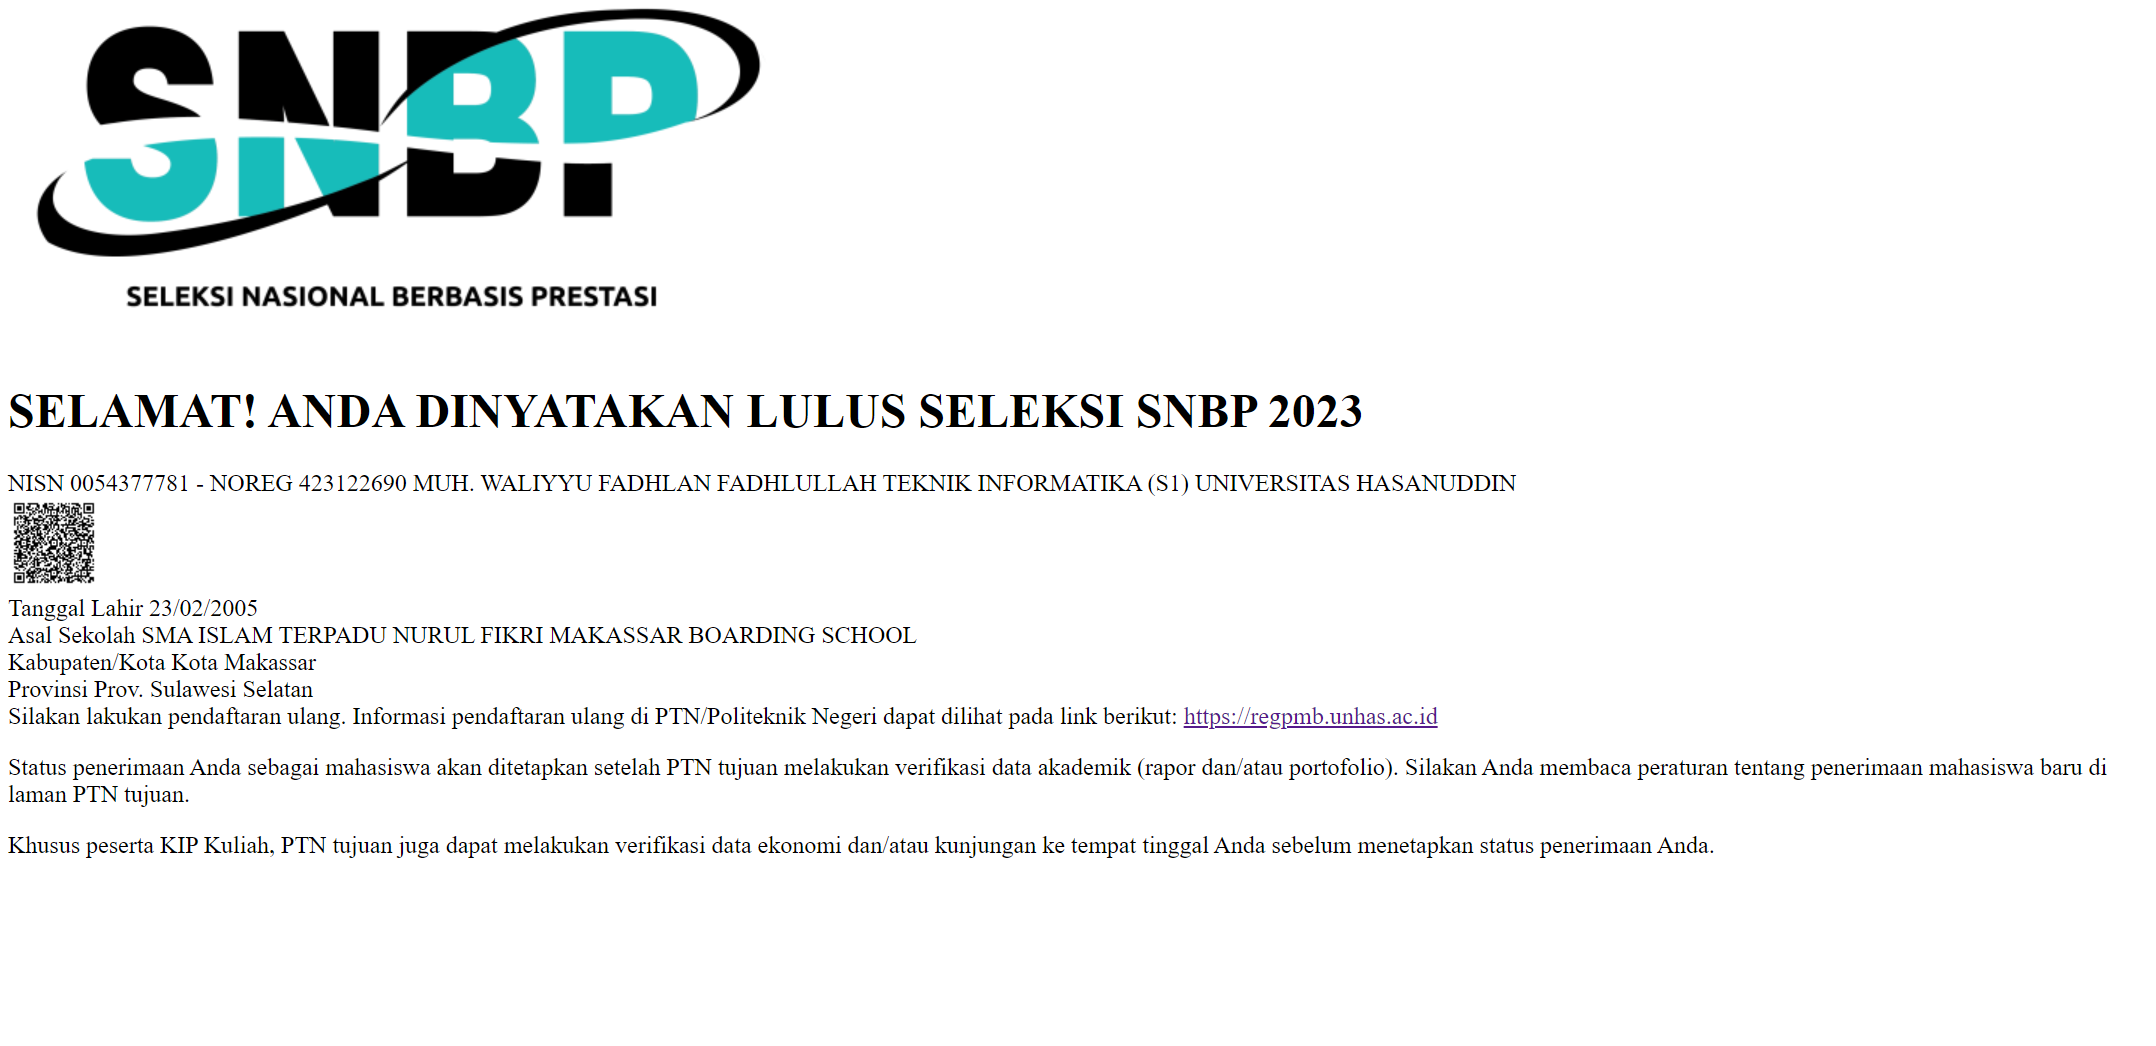 SNBP
SELEKSI NASIONAL BERBASIS PRESTASI
SELAMAT! ANDA DINYATAKAN LULUS SELEKSI SNBP 2023
NISN 0054377781 - NOREG 423122690 MUH. WALIYYU FADHLAN FADHLULLAH TEKNIK INFORMATIKA (S1) UNIVERSITAS HASANUDDIN
Tanggal Lahir 23/02/2005
Asal Sekolah SMA ISLAM TERPADU NURUL FIKRI MAKASSAR BOARDING SCHOOL
Kabupaten/Kota Kota Makassar
Provinsi Prov. Sulawesi Selatan
Silakan lakukan pendaftaran ulang. Informasi pendaftaran ulang di PTN/Politeknik Negeri dapat dilihat pada link berikut: https://regpmb.unhas.ac.id
Status penerimaan Anda sebagai mahasiswa akan ditetapkan setelah PTN tujuan melakukan verifikasi data akademik (rapor dan/atau portofolio). Silakan Anda membaca peraturan tentang penerimaan mahasiswa baru di
laman PTN tujuan.
Khusus peserta KIP Kuliah, PTN tujuan juga dapat melakukan verifikasi data ekonomi dan/atau kunjungan ke tempat tinggal Anda sebelum menetapkan status penerimaan Anda.